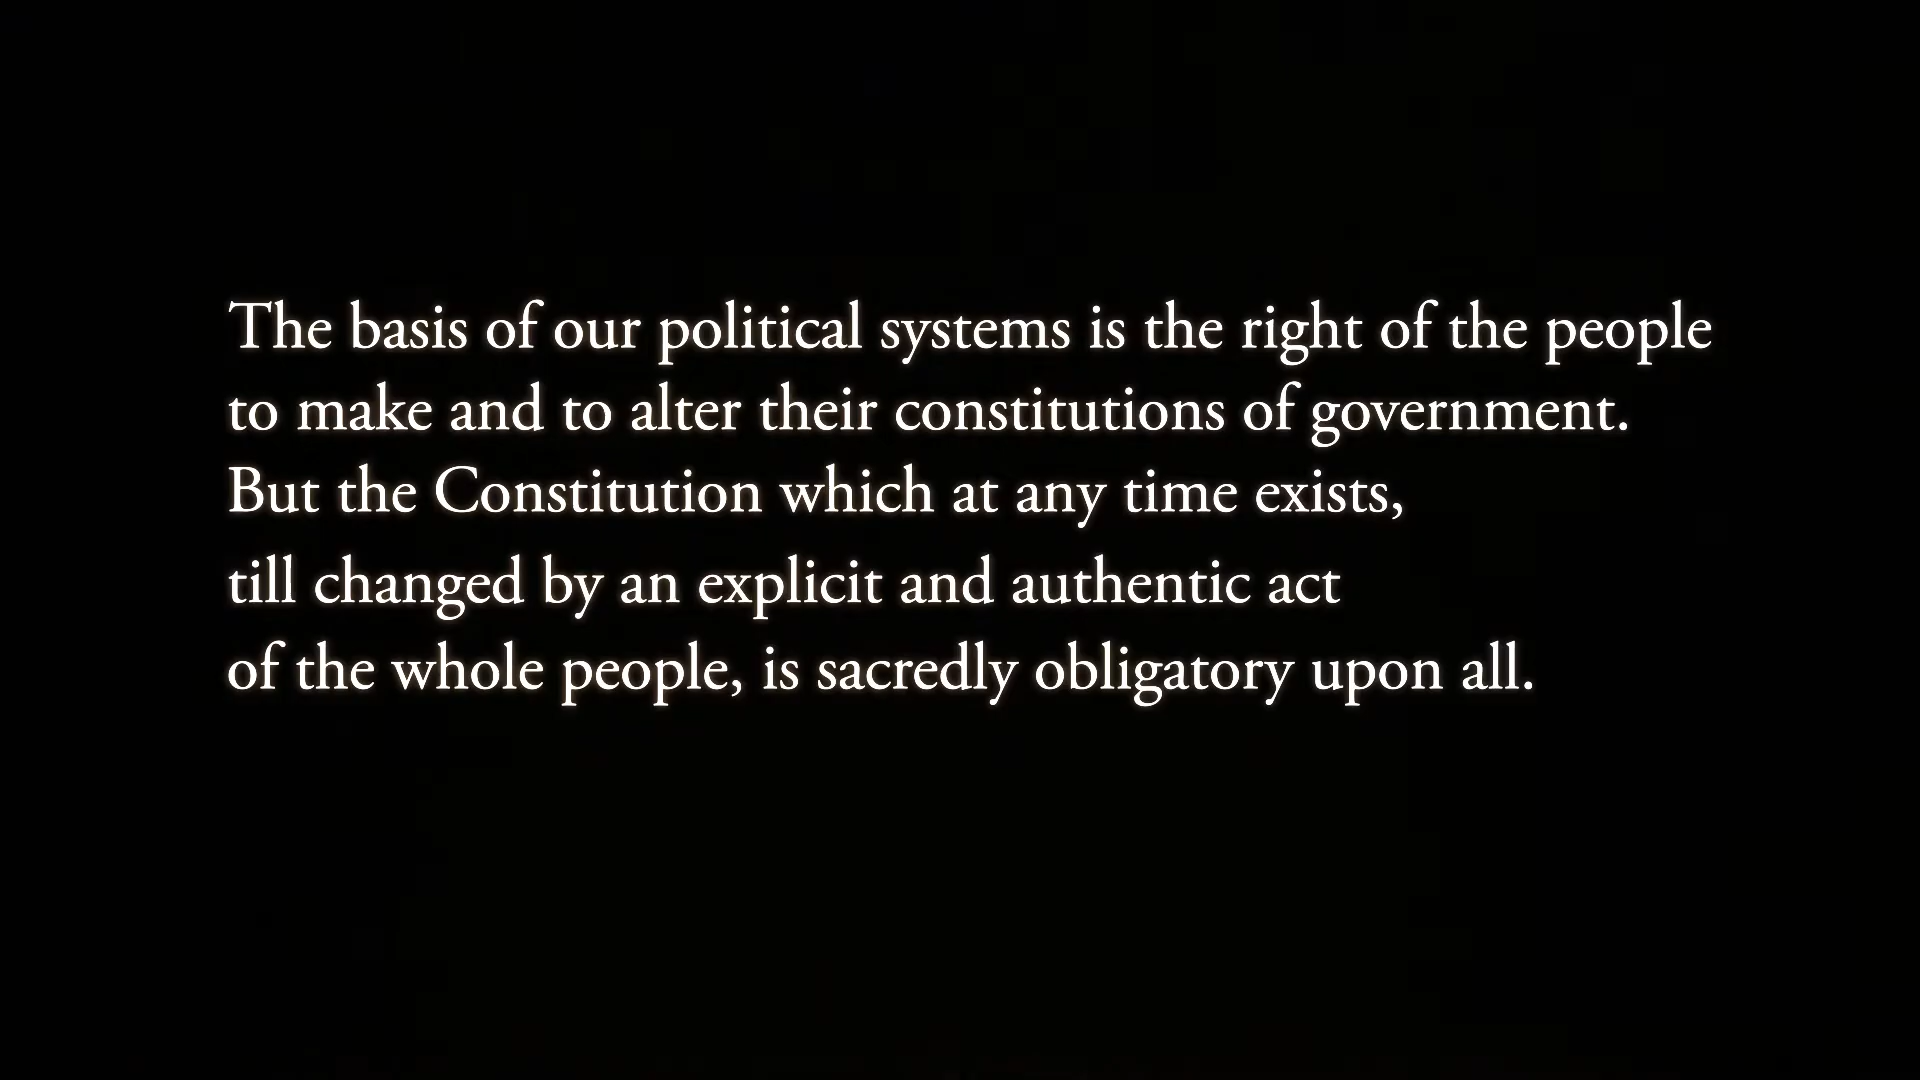 The basis of our political systems is the right of the people
to make and to alter their constitutions of government.
But the Constitution which at any time exists,
till changed by an explicit and authentic act
of the whole people, is sacredly obligatory upon all.